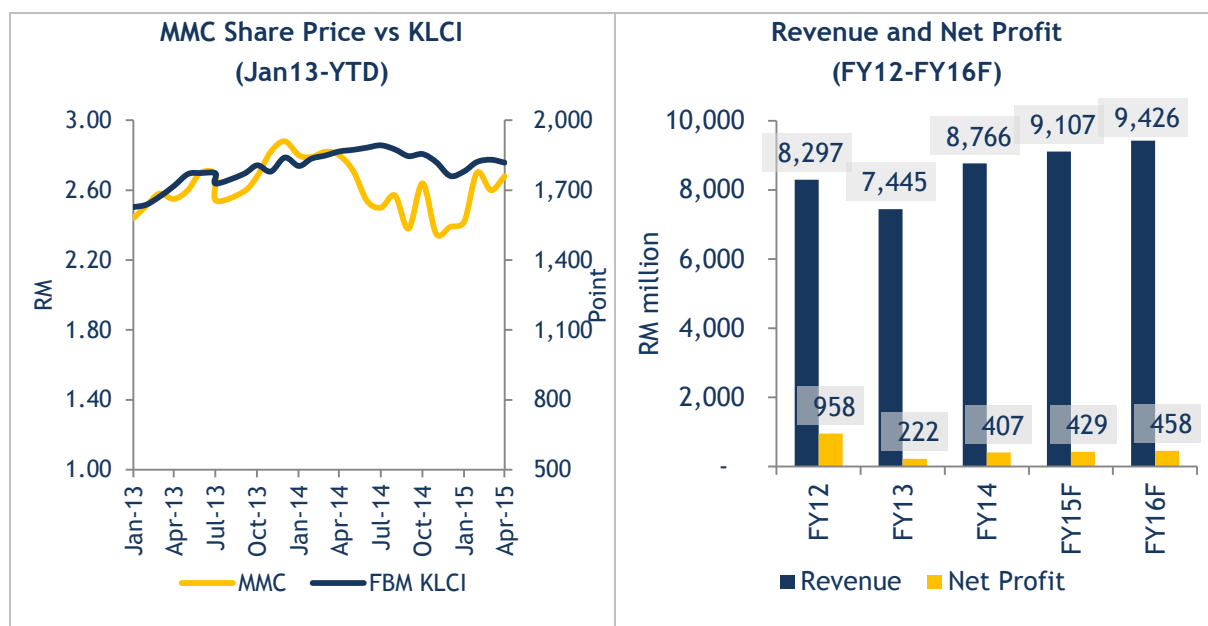 MMC Share Price vs KLCI
(Jan13-YTD)
3.00
2.60
2.20
1.80
1.40
1.00
RM
2,000
1,700
1,400
1,100
800
500
Point
Jan-13
Apr-13
Jul-13
Oct-13
Jan-14
Apr-14
Jul-14
Oct-14
Jan-15
Apr-15
MMC
FBM KLCI
Revenue and Net Profit
(FY12-FY16F)
10,000
8,000
6,000
4,000
2,000
-
RM million
8,297
7,445
8,766
9,107
9,426
958
222
407
429
458
FY12
FY13
FY14
FY15F
FY16F
Revenue
Net Profit